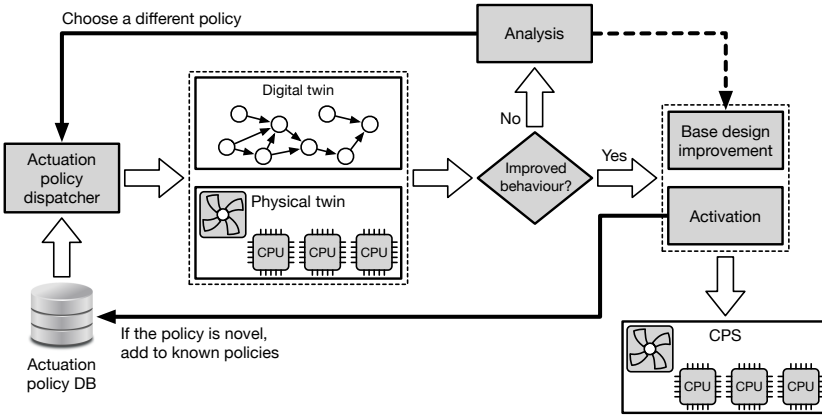 Choose a different policy
Analysis
Digital twin
No
Base design
improvement
Actuation
policy
dispatcher
Improved
behaviour?
Yes
Physical twin
Activation
CPU
CPU
CPU
If the policy is novel,
add to known policies
Actuation
policy DB
CPS
CPU
CPU
CPU